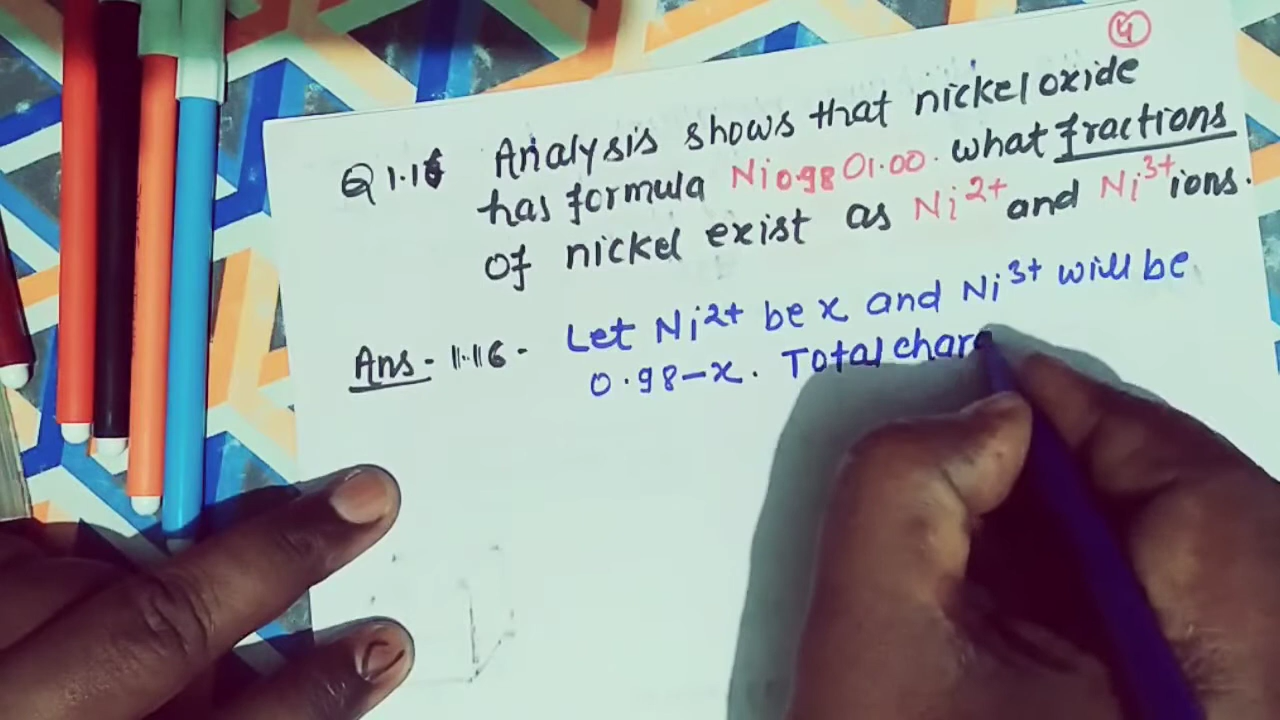 4
Q 1.16 Analysis shows that nickel oxide
has formula Ni0.98O1.00. what fractions
of nickel exist as Ni2+ and Ni3+ ions.
Ans- 1.16- Let Ni2+ be x and Ni3+ will be
0.98-x. Total char